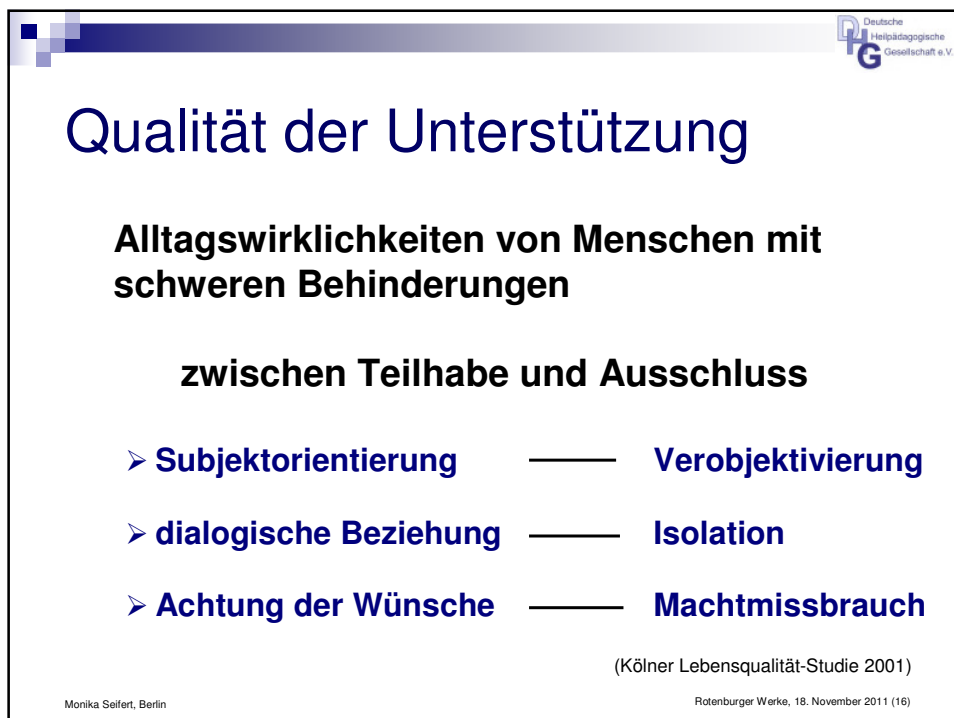 Deutsche
Heilpädagogische
Gesellschaft e.V.
DHG
Qualität der Unterstützung
Alltagswirklichkeiten von Menschen mit
schweren Behinderungen
zwischen Teilhabe und Ausschluss
➢ Subjektorientierung —— Verobjektivierung
➢ dialogische Beziehung —— Isolation
➢ Achtung der Wünsche —— Machtmissbrauch
(Kölner Lebensqualität-Studie 2001)
Monika Seifert, Berlin Rotenburger Werke, 18. November 2011 (16)